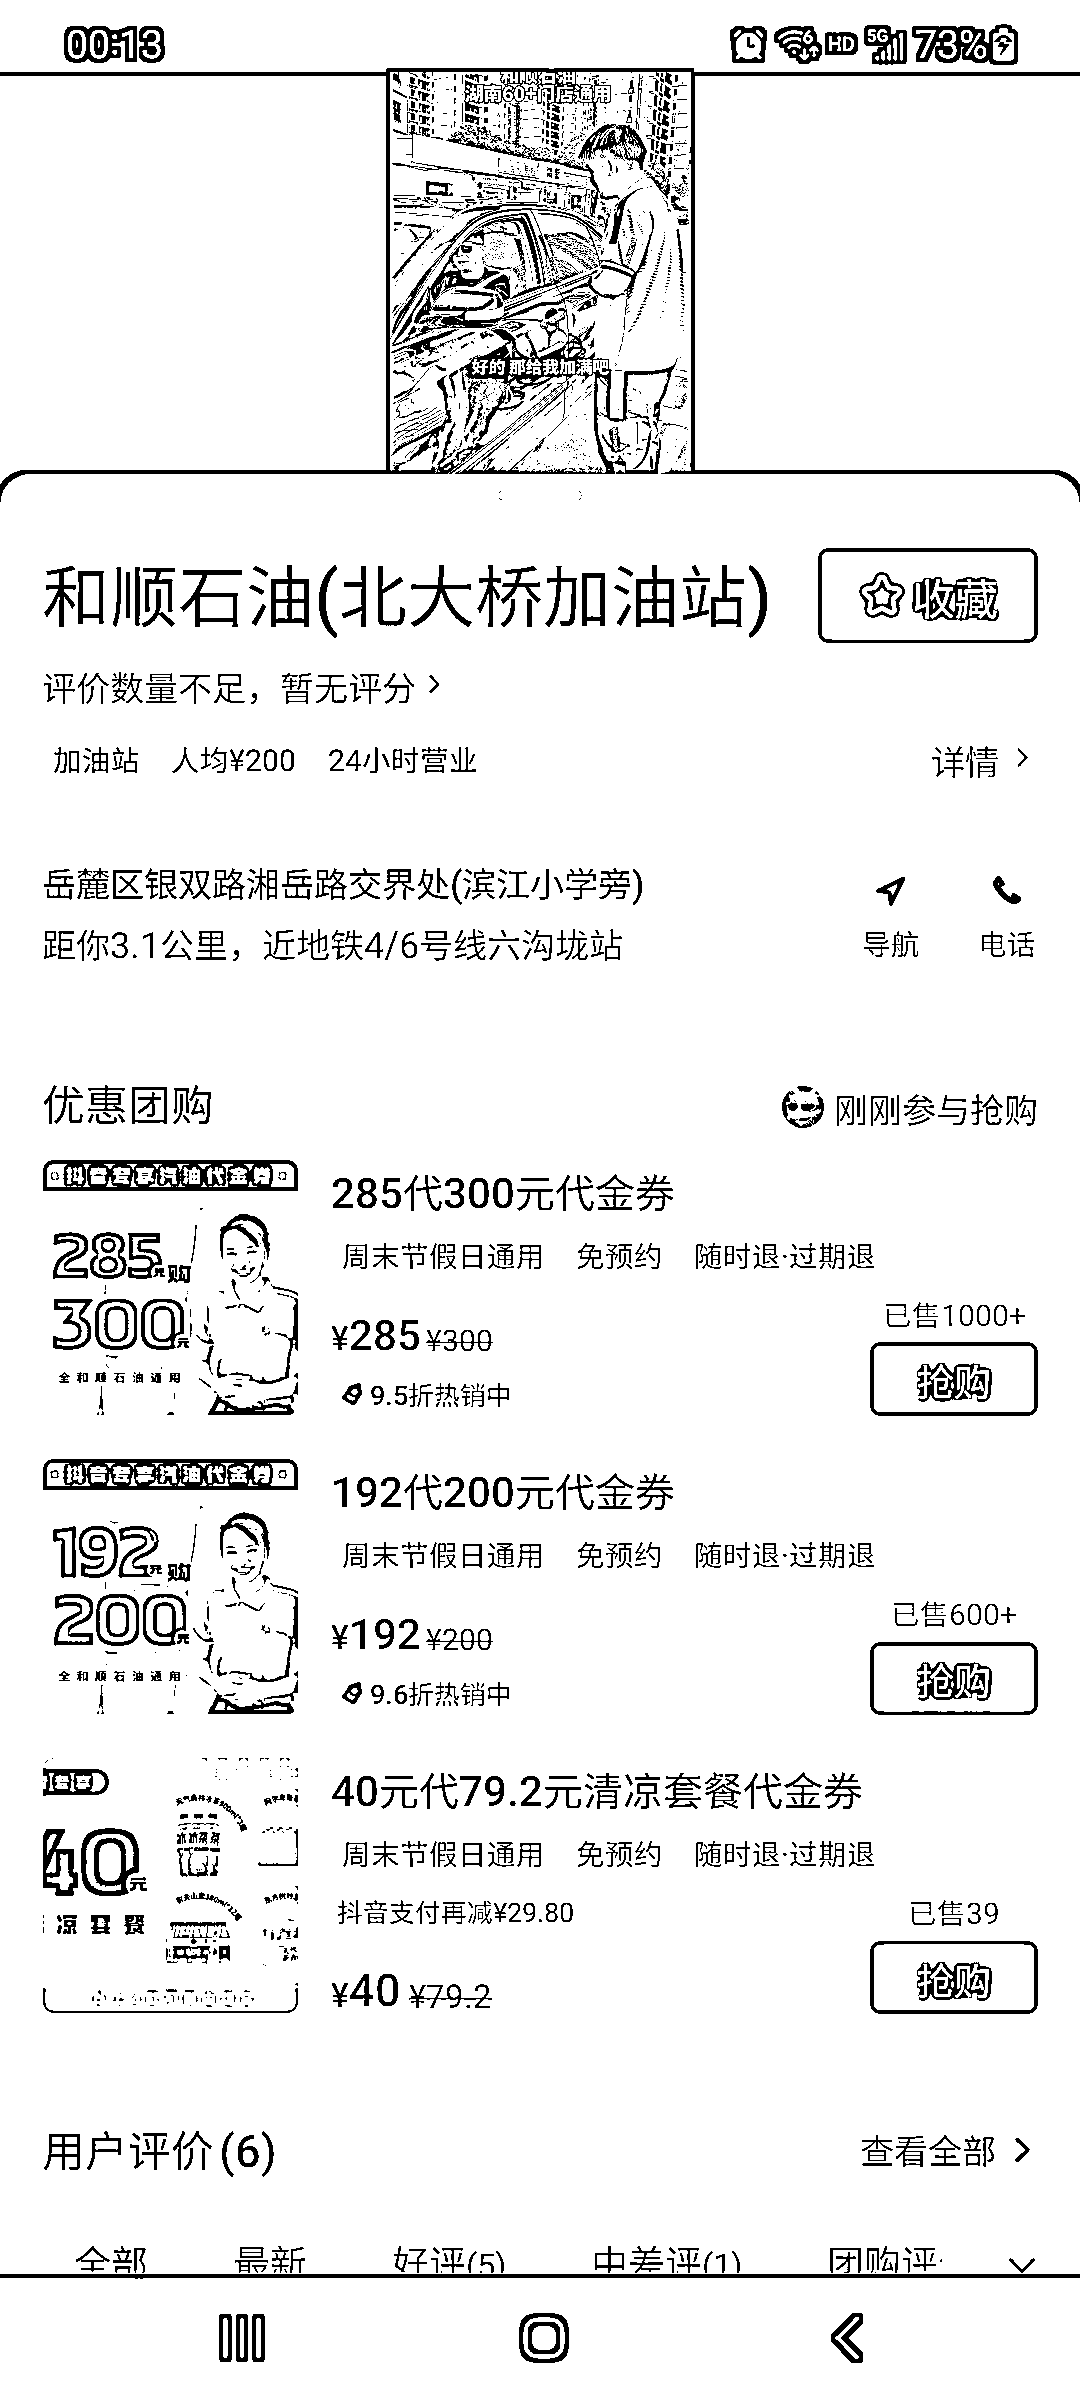 00:13
HD 5G 73%
和顺石油
湖南60+门店通用
好的 那给我加满吧
和顺石油(北大桥加油站)
收藏
评价数量不足，暂无评分
加油站 人均¥200 24小时营业
详情
岳麓区银双路湘岳路交界处(滨江小学旁)
距你3.1公里，近地铁4/6号线六沟垅站
导航 电话
优惠团购
刚刚参与抢购
抖音专享汽油代金券
285元购
300元
全和顺石油通用
285代300元代金券
周末节假日通用 免预约 随时退·过期退
已售1000+
¥285 ¥300
抢购
9.5折热销中
抖音专享汽油代金券
192元购
200元
全和顺石油通用
192代200元代金券
周末节假日通用 免预约 随时退·过期退
已售600+
¥192 ¥200
抢购
9.6折热销中
40元
凉套餐
40元代79.2元清凉套餐代金券
周末节假日通用 免预约 随时退·过期退
抖音支付再减¥29.80
已售39
¥40 ¥79.2
抢购
用户评价(6)
查看全部
全部 最新 好评(5) 中差评(1) 团购评